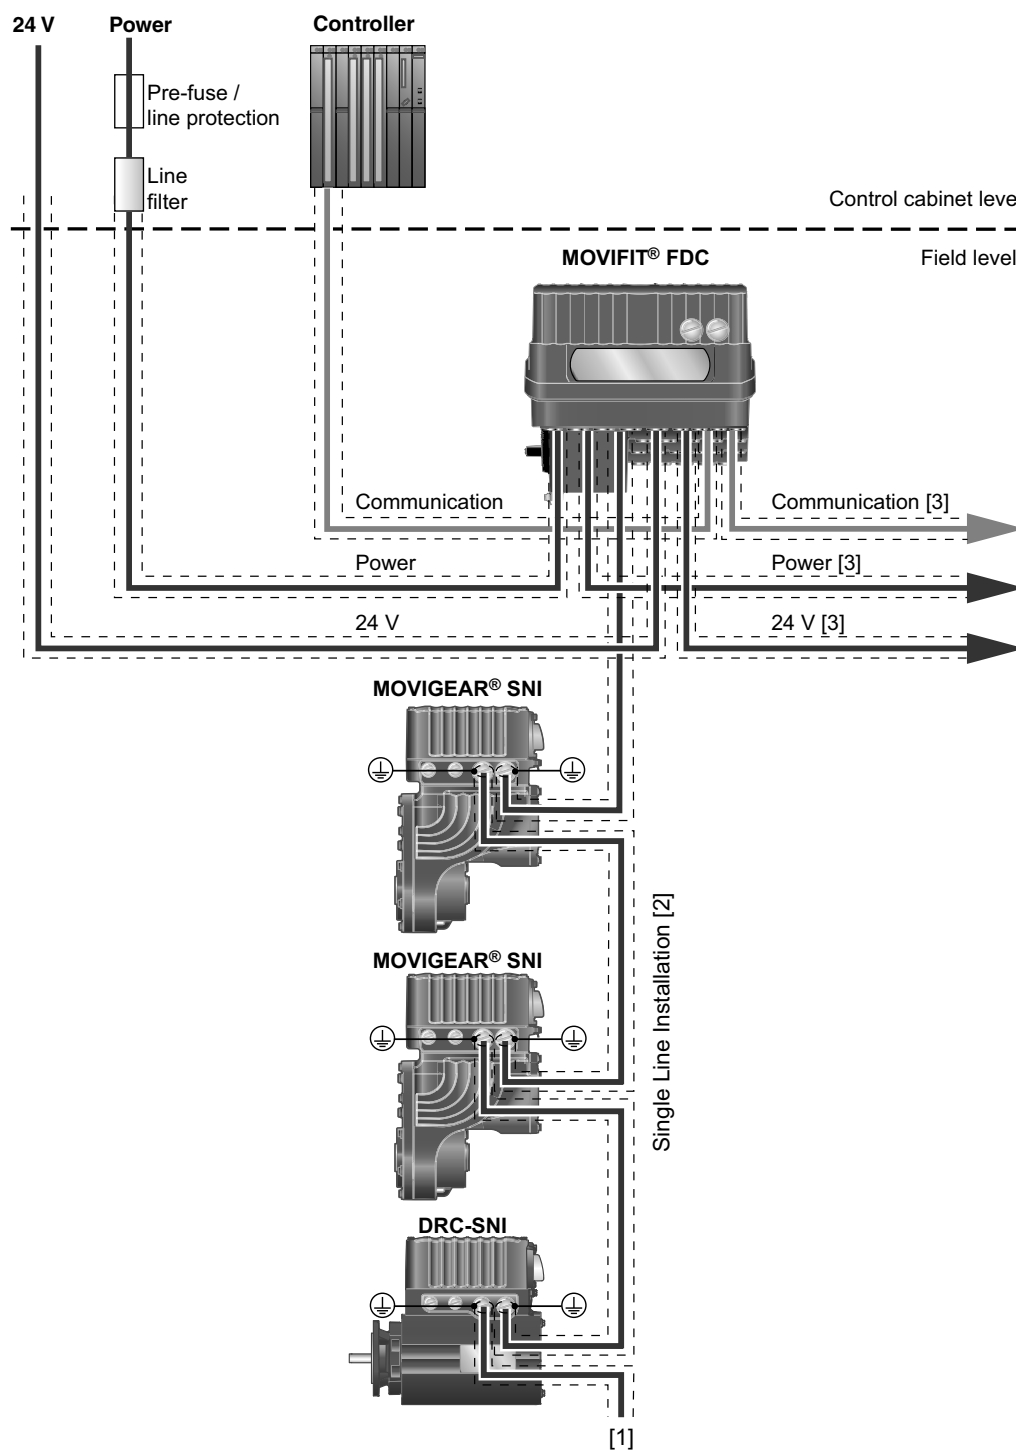 24 V
Power
Controller
Pre-fuse /
line protection
Line
filter
Control cabinet leve
MOVIFIT® FDC
Field level
Communication
Communication [3]
Power
Power [3]
24 V
24 V [3]
MOVIGEAR® SNI
Single Line Installation [2]
MOVIGEAR® SNI
DRC-SNI
[1]